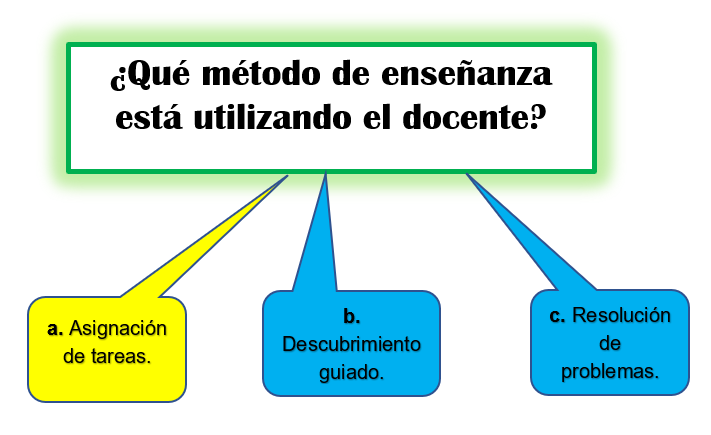 ¿Qué método de enseñanza
está utilizando el docente?
a. Asignación
de tareas.
b.
Descubrimiento
guiado.
c. Resolución
de
problemas.